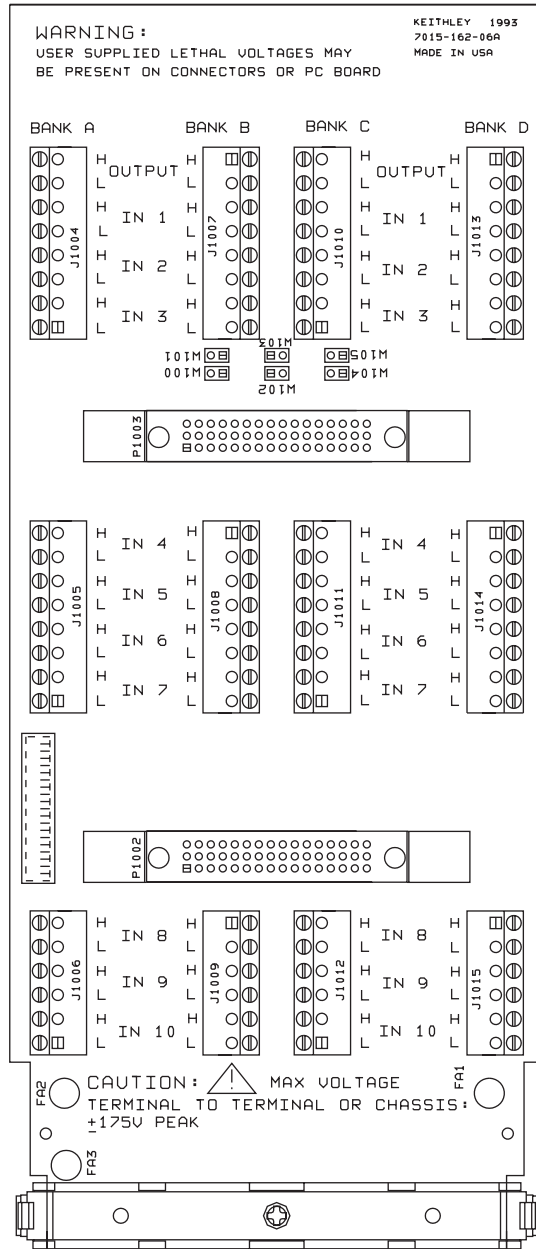 WARNING:
USER SUPPLIED LETHAL VOLTAGES MAY
BE PRESENT ON CONNECTORS OR PC BOARD
KEITHLEY 1993
7015-162-06A
MADE IN USA
BANK A
BANK B
BANK C
BANK D
H H H H
OUTPUT OUTPUT
L L L L
H H H H
IN 1 IN 1
L L L L
J1004 J1007 J1010 J1013
H H H H
IN 2 IN 2
L L L L
H H H H
IN 3 IN 3
L L L L
W103
W101 W105
W100 W104
W102
P1003
H H H H
IN 4 IN 4
L L L L
H H H H
IN 5 IN 5
L L L L
J1005 J1008 J1011 J1014
H H H H
IN 6 IN 6
L L L L
H H H H
IN 7 IN 7
L L L L
P1002
H H H H
IN 8 IN 8
L L L L
H H H H
IN 9 IN 9
L L L L
J1006 J1009 J1012 J1015
H H H H
IN 10 IN 10
L L L L
FA2
CAUTION: ! MAX VOLTAGE
FA1
TERMINAL TO TERMINAL OR CHASSIS:
±175V PEAK
FA3